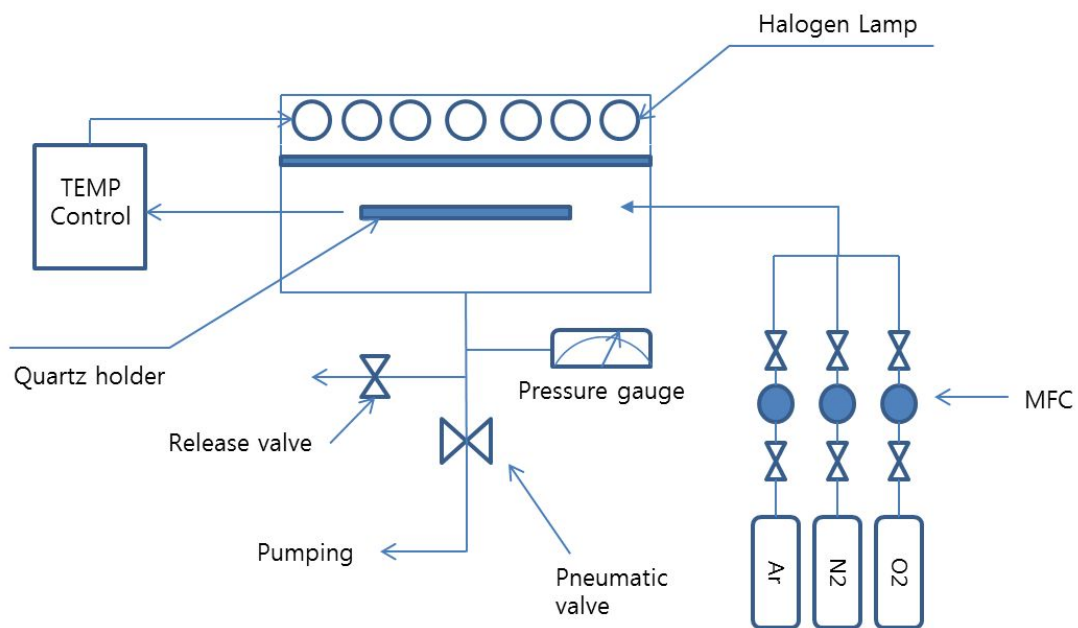 Halogen Lamp
TEMP
Control
Quartz holder
Pressure gauge
MFC
Release valve
Pumping
Pneumatic
valve
Ar
N2
O2